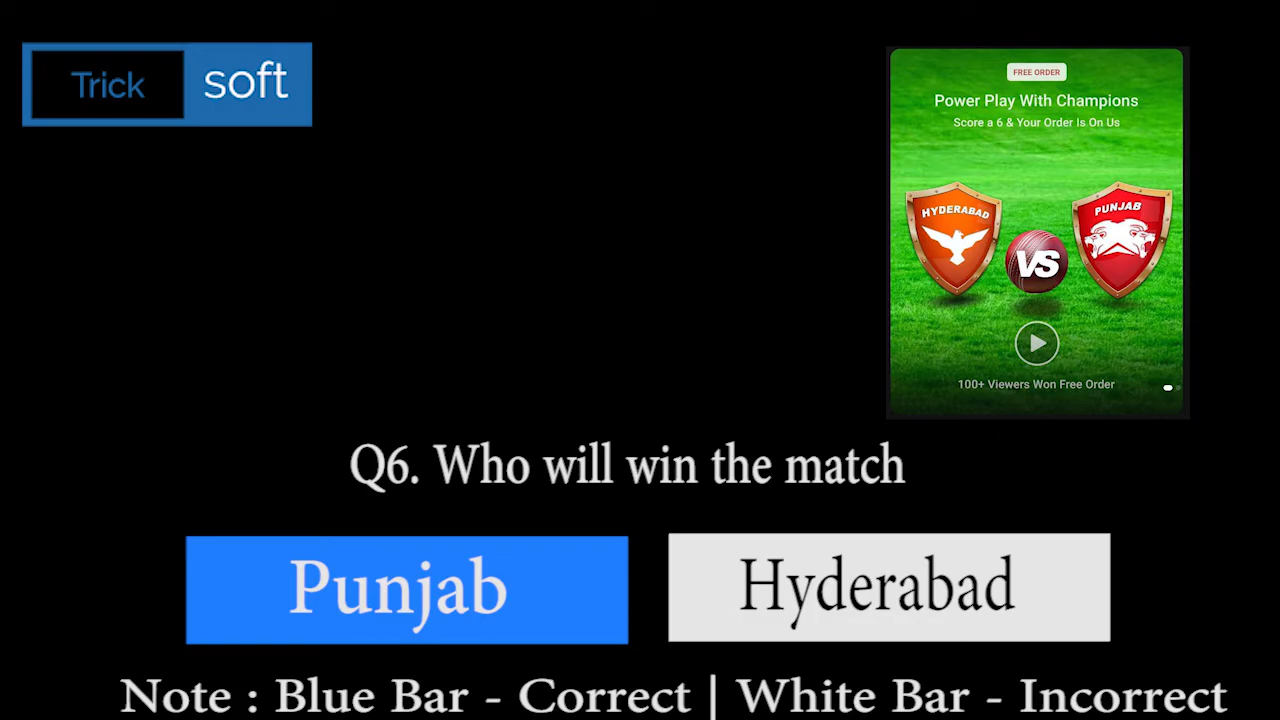 Trick soft
FREE ORDER
Power Play With Champions
Score a 6 & Your Order Is On Us
HYDERABAD
PUNJAB
VS
100+ Viewers Won Free Order
Q6. Who will win the match
Punjab
Hyderabad
Note : Blue Bar - Correct | White Bar - Incorrect